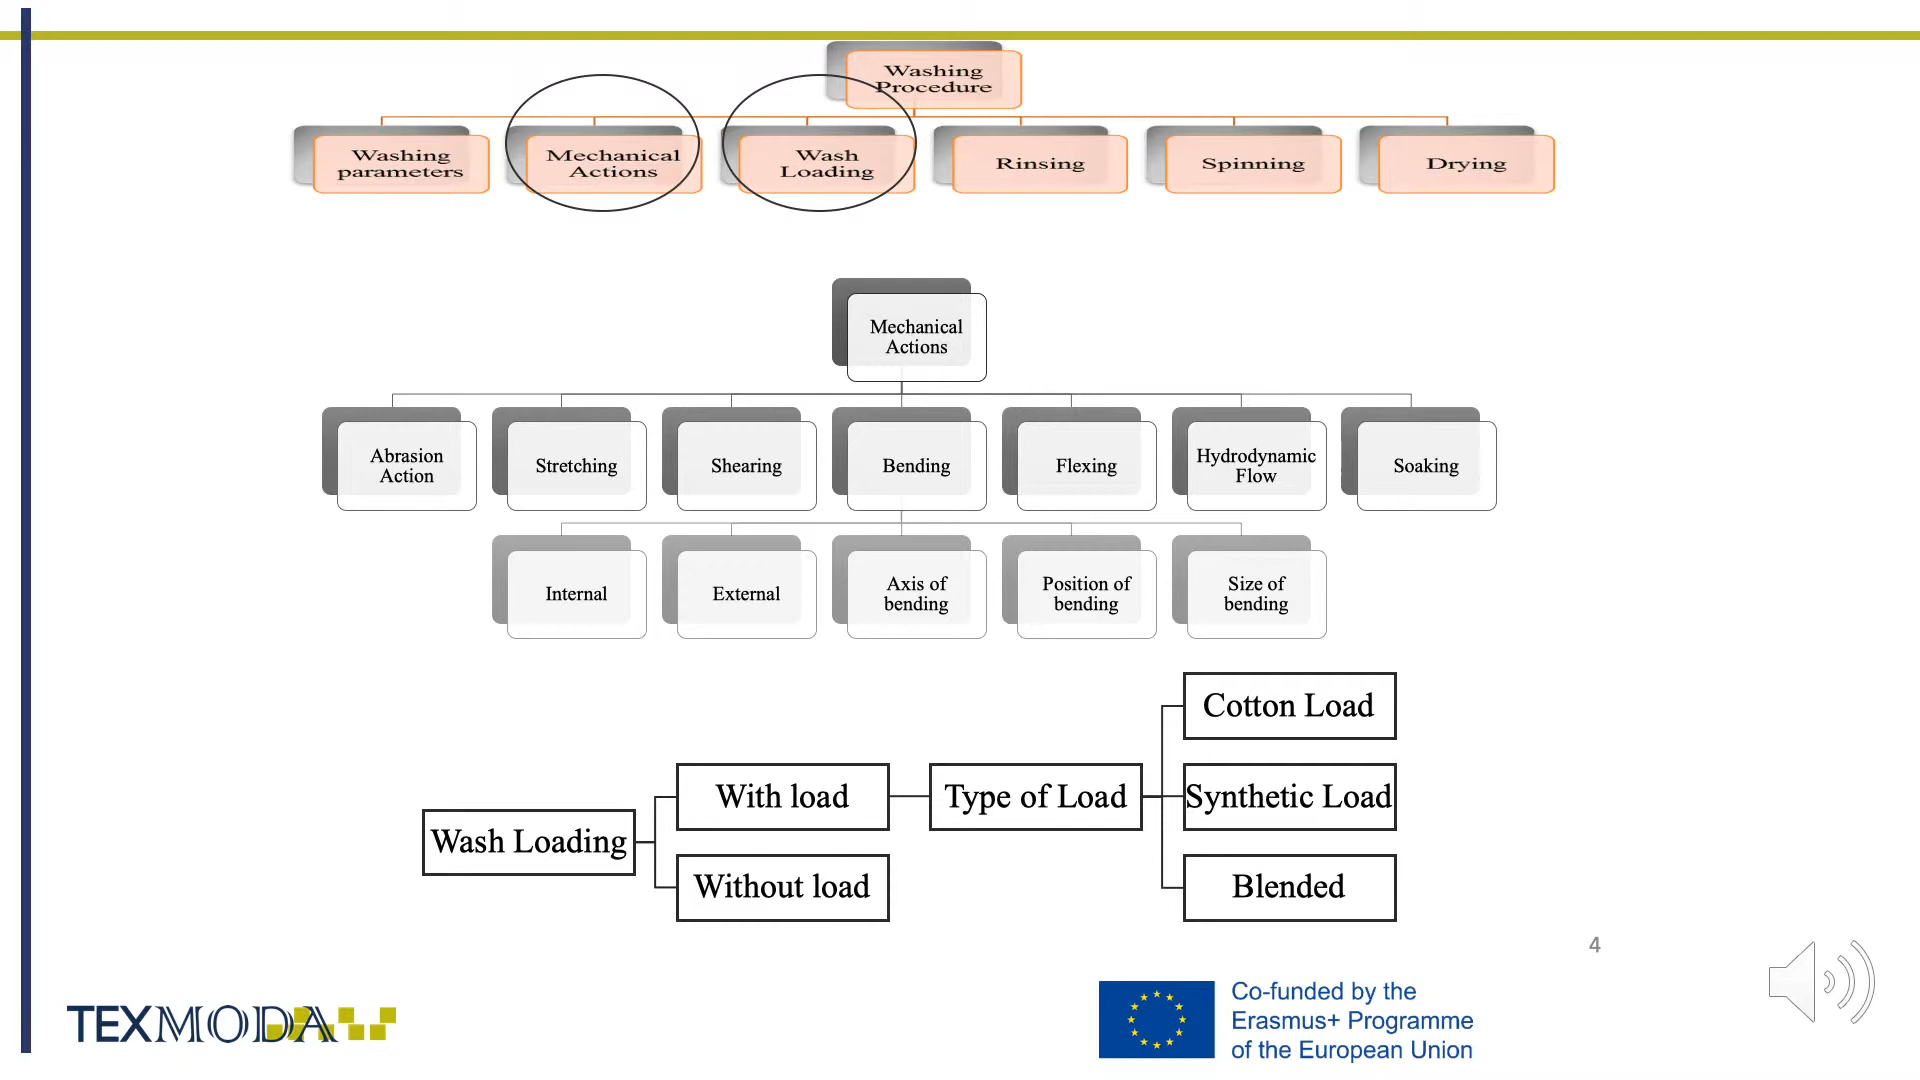 Washing
Procedure
Washing
parameters
Mechanical
Actions
Wash
Loading
Rinsing
Spinning
Drying
Mechanical
Actions
Abrasion
Action
Stretching
Shearing
Bending
Flexing
Hydrodynamic
Flow
Soaking
Internal
External
Axis of
bending
Position of
bending
Size of
bending
Wash Loading
With load
Without load
Type of Load
Cotton Load
Synthetic Load
Blended
4
TEXMODA
Co-funded by the
Erasmus+ Programme
of the European Union